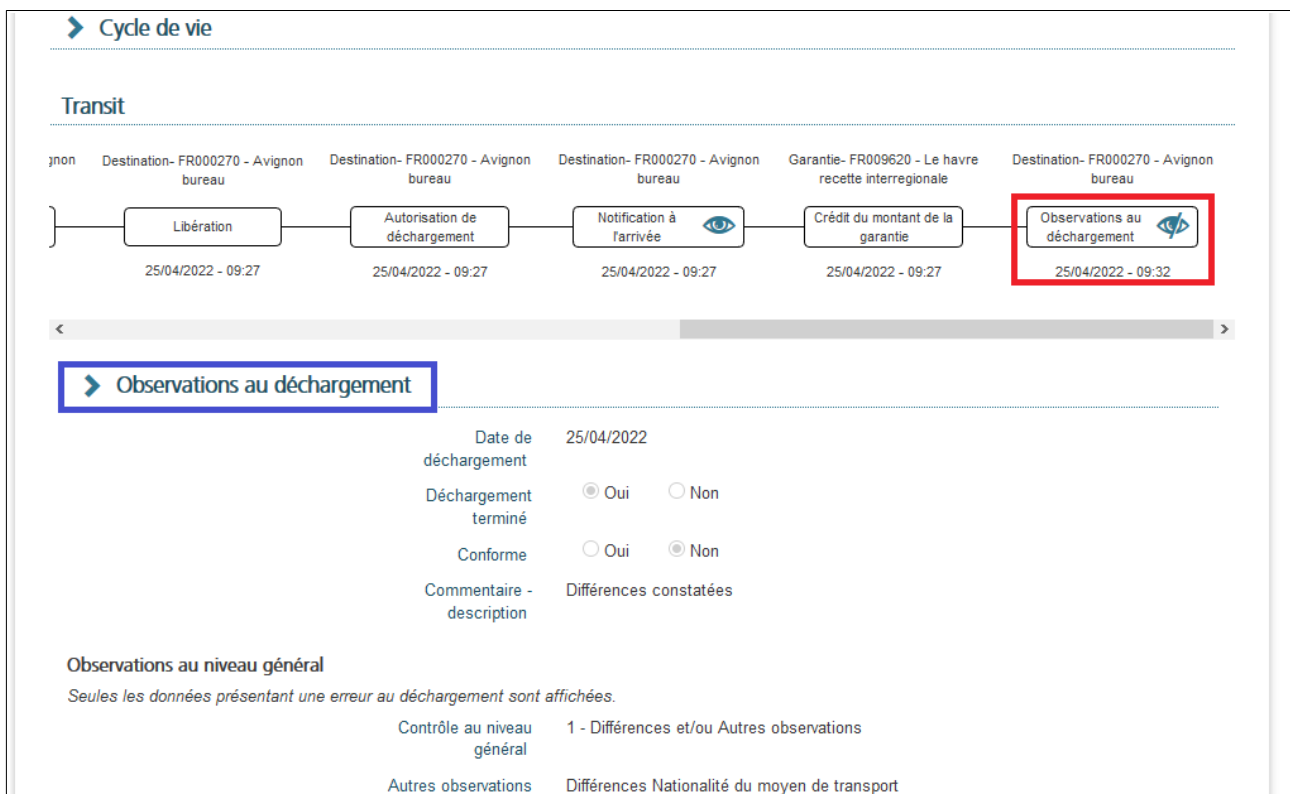 Cycle de vie
Transit
gnon Destination- FR000270 - Avignon Destination- FR000270 - Avignon Destination- FR000270 - Avignon Garantie- FR009620 - Le havre Destination- FR000270 - Avignon
bureau bureau bureau recette interregionale bureau
Libération Autorisation de déchargement Notification à l'arrivée Crédit du montant de la garantie Observations au déchargement
25/04/2022 - 09:27 25/04/2022 - 09:27 25/04/2022 - 09:27 25/04/2022 - 09:27 25/04/2022 - 09:32
Observations au déchargement
Date de 25/04/2022
déchargement
Déchargement Oui Non
terminé
Conforme Oui Non
Commentaire - Différences constatées
description
Observations au niveau général
Seules les données présentant une erreur au déchargement sont affichées.
Contrôle au niveau 1 - Différences et/ou Autres observations
général
Autres observations Différences Nationalité du moyen de transport